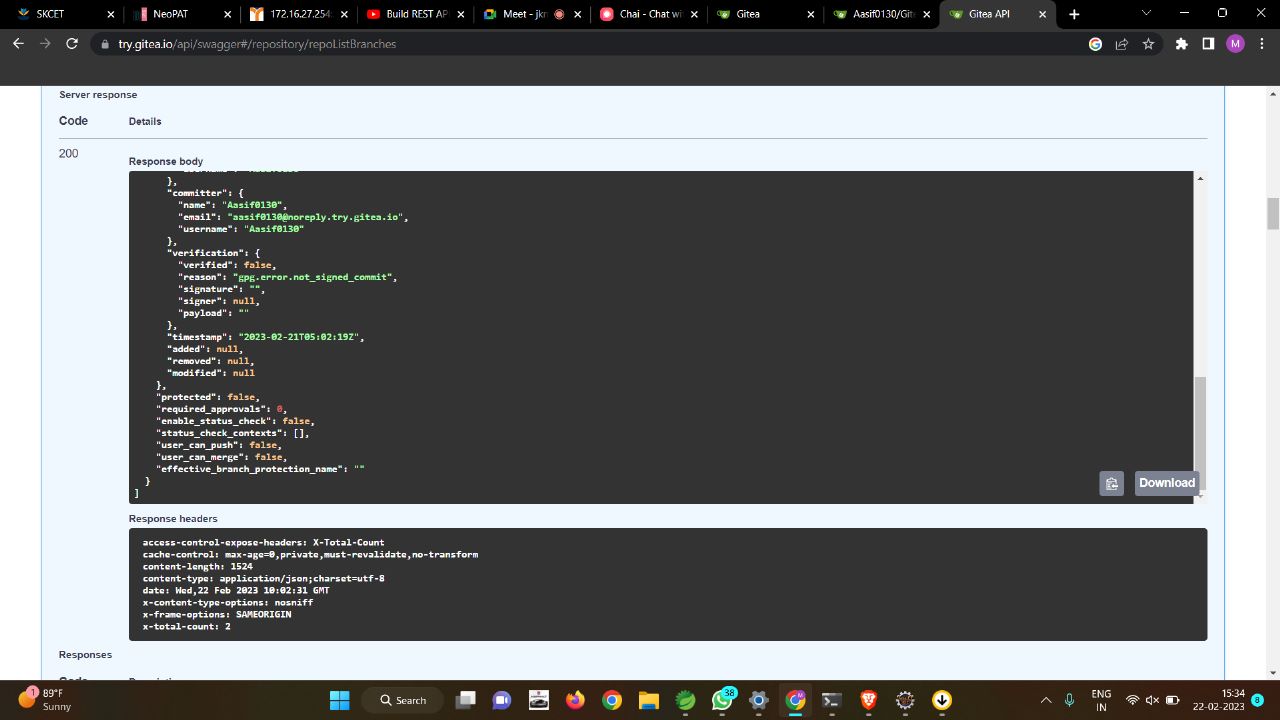 SKCET
NeoPAT
172.16.27.254
Build REST AP
Meet - jkn
Chai - Chat wit
Gitea
Aasif0130/Gite
Gitea API
try.gitea.io/api/swagger#/repository/repoListBranches
Server response
Code Details
200
Response body
},
"committer": {
"name": "Aasif0130",
"email": "aasif0130@noreply.try.gitea.io",
"username": "Aasif0130"
},
"verification": {
"verified": false,
"reason": "gpg.error.not_signed_commit",
"signature": "",
"signer": null,
"payload": ""
},
"timestamp": "2023-02-21T05:02:19Z",
"added": null,
"removed": null,
"modified": null
},
"protected": false,
"required_approvals": 0,
"enable_status_check": false,
"status_check_contexts": [],
"user_can_push": false,
"user_can_merge": false,
"effective_branch_protection_name": ""
}
]
Download
Response headers
access-control-expose-headers: X-Total-Count
cache-control: max-age=0,private,must-revalidate,no-transform
content-length: 1524
content-type: application/json;charset=utf-8
date: Wed,22 Feb 2023 10:02:31 GMT
x-content-type-options: nosniff
x-frame-options: SAMEORIGIN
x-total-count: 2
Responses
1
89°F
Sunny
Search
38
ENG
IN
15:34
22-02-2023
8